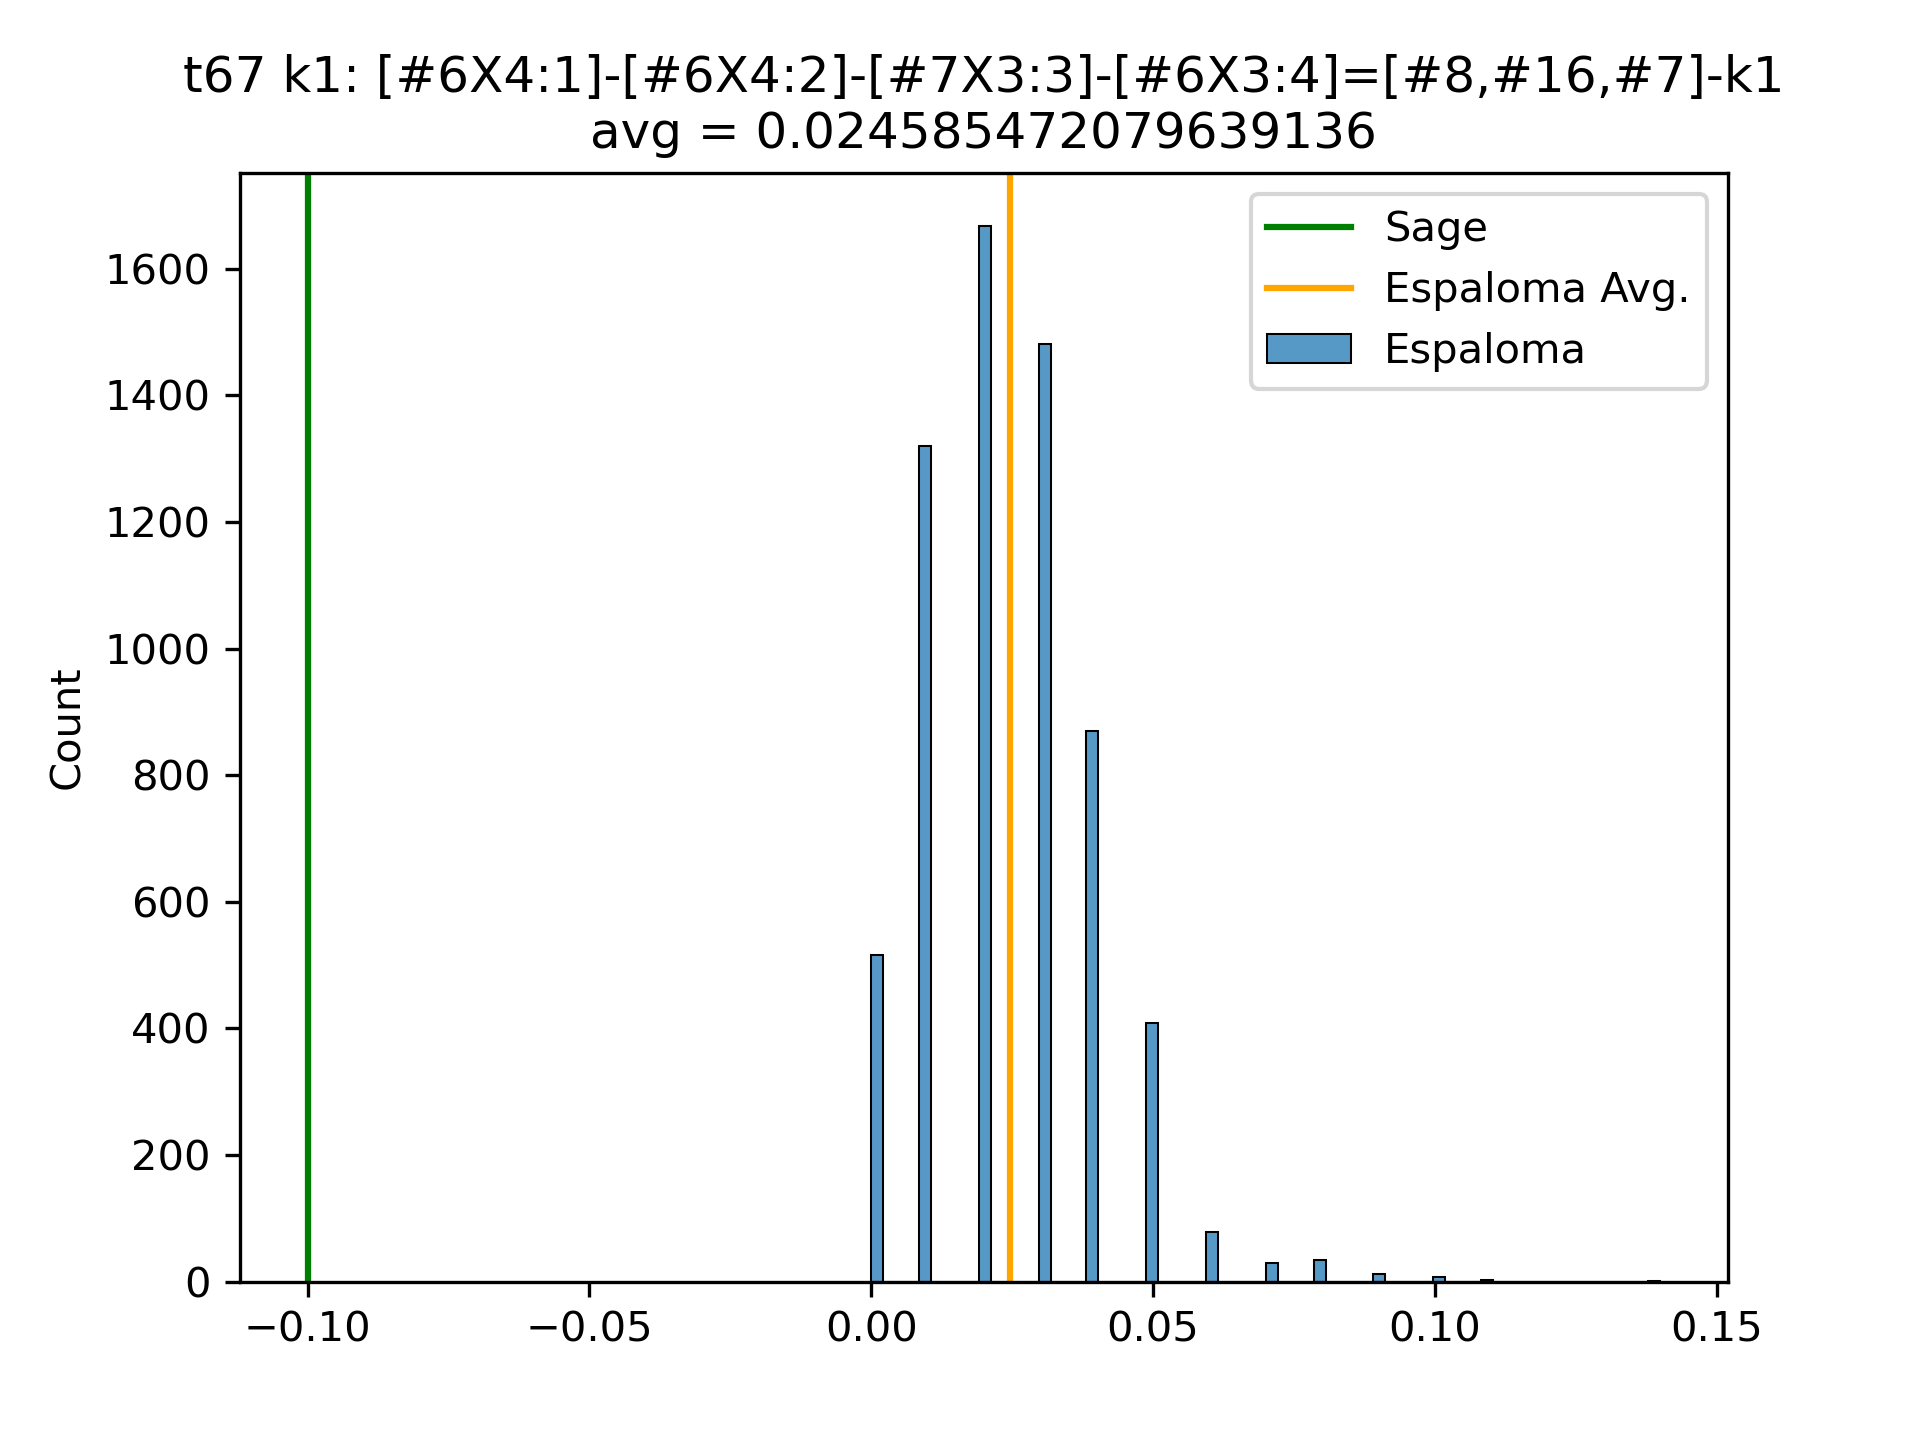 t67 k1: [#6X4:1]-[#6X4:2]-[#7X3:3]-[#6X3:4]=[#8,#16,#7]-k1
avg = 0.024585472079639136
Sage
Espaloma Avg.
Espaloma
1600
1400
1200
1000
800
600
400
200
0
Count
−0.10
−0.05
0.00
0.05
0.10
0.15